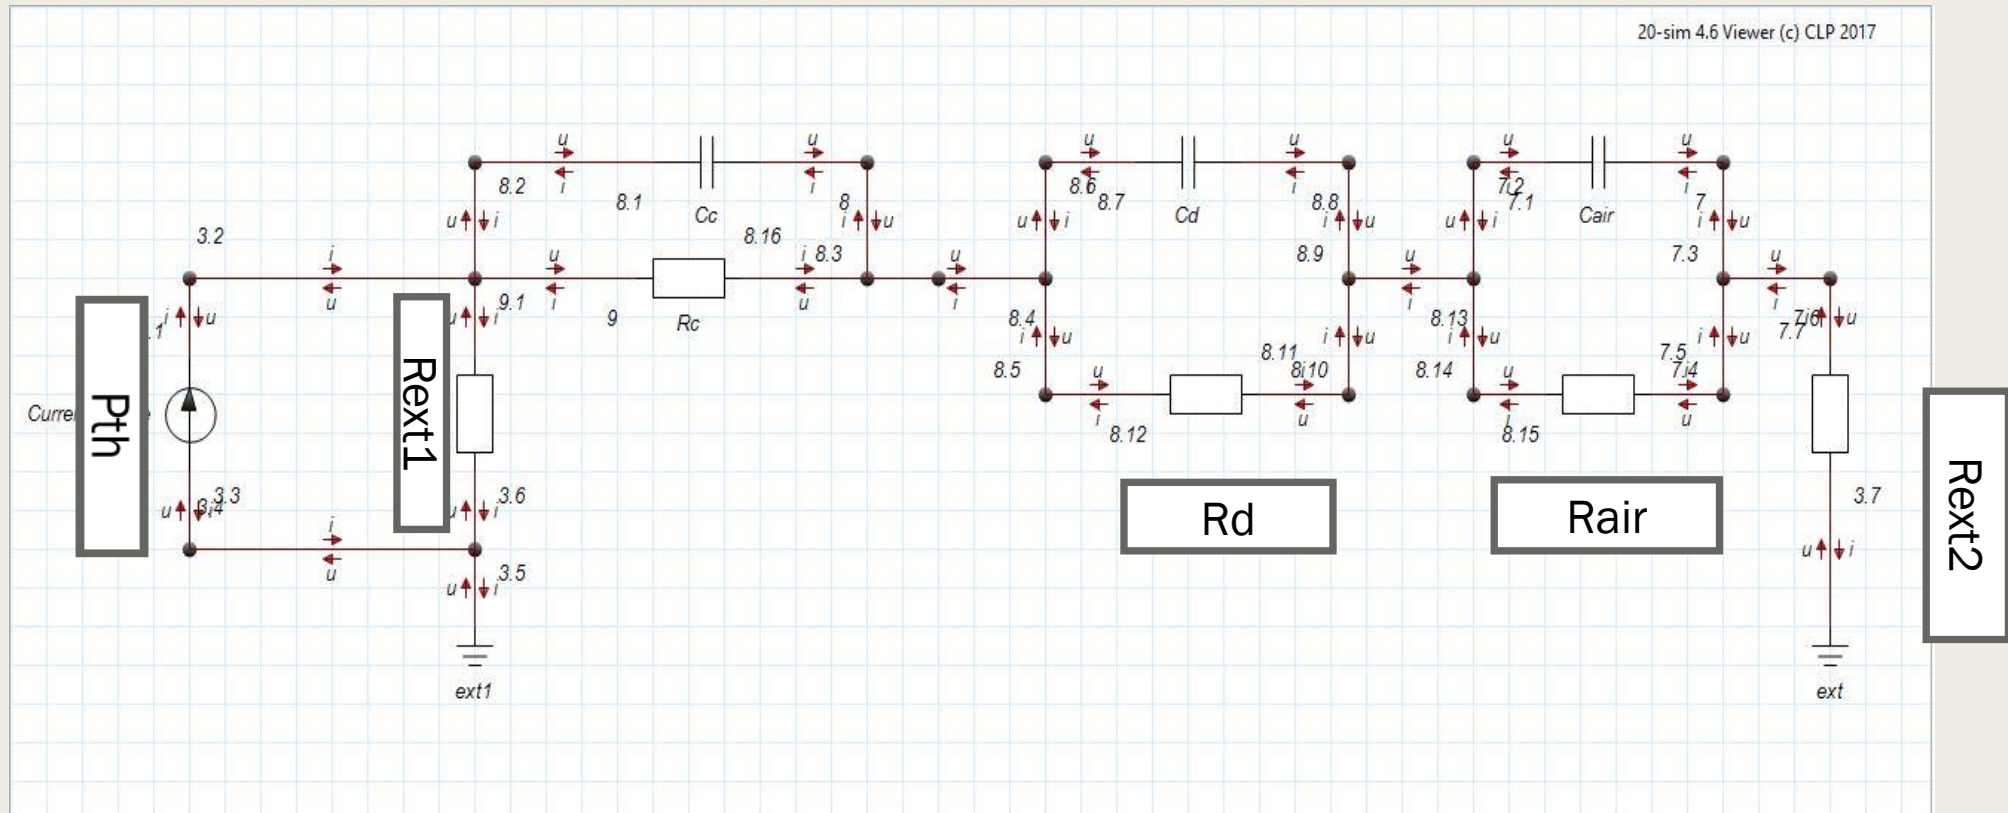 20-sim 4.6 Viewer (c) CLP 2017
u u u u u u
i i i i i i
8.2 8.1 Cc 8 8.6 8.7 Cd 8.8 7.2 7.1 Cair 7
u i i u u i i u u i i u
3.2 8.16 8.3 8.9 7.3
i u i u u u
u i u i i i
9.1 9 Rc 8.4 8.13 7.6 7.7
i u i i u i u i u i u u
.1
8.5 8.11 8.10 8.14 7.5 7.4
u i u i
i u i u
8.12 8.15
Pth
Rext1
Rd
Rair
Rext2
3.3 3.6 3.7
3.4
u i i
i
u
u i
3.5
u i
ext1 ext